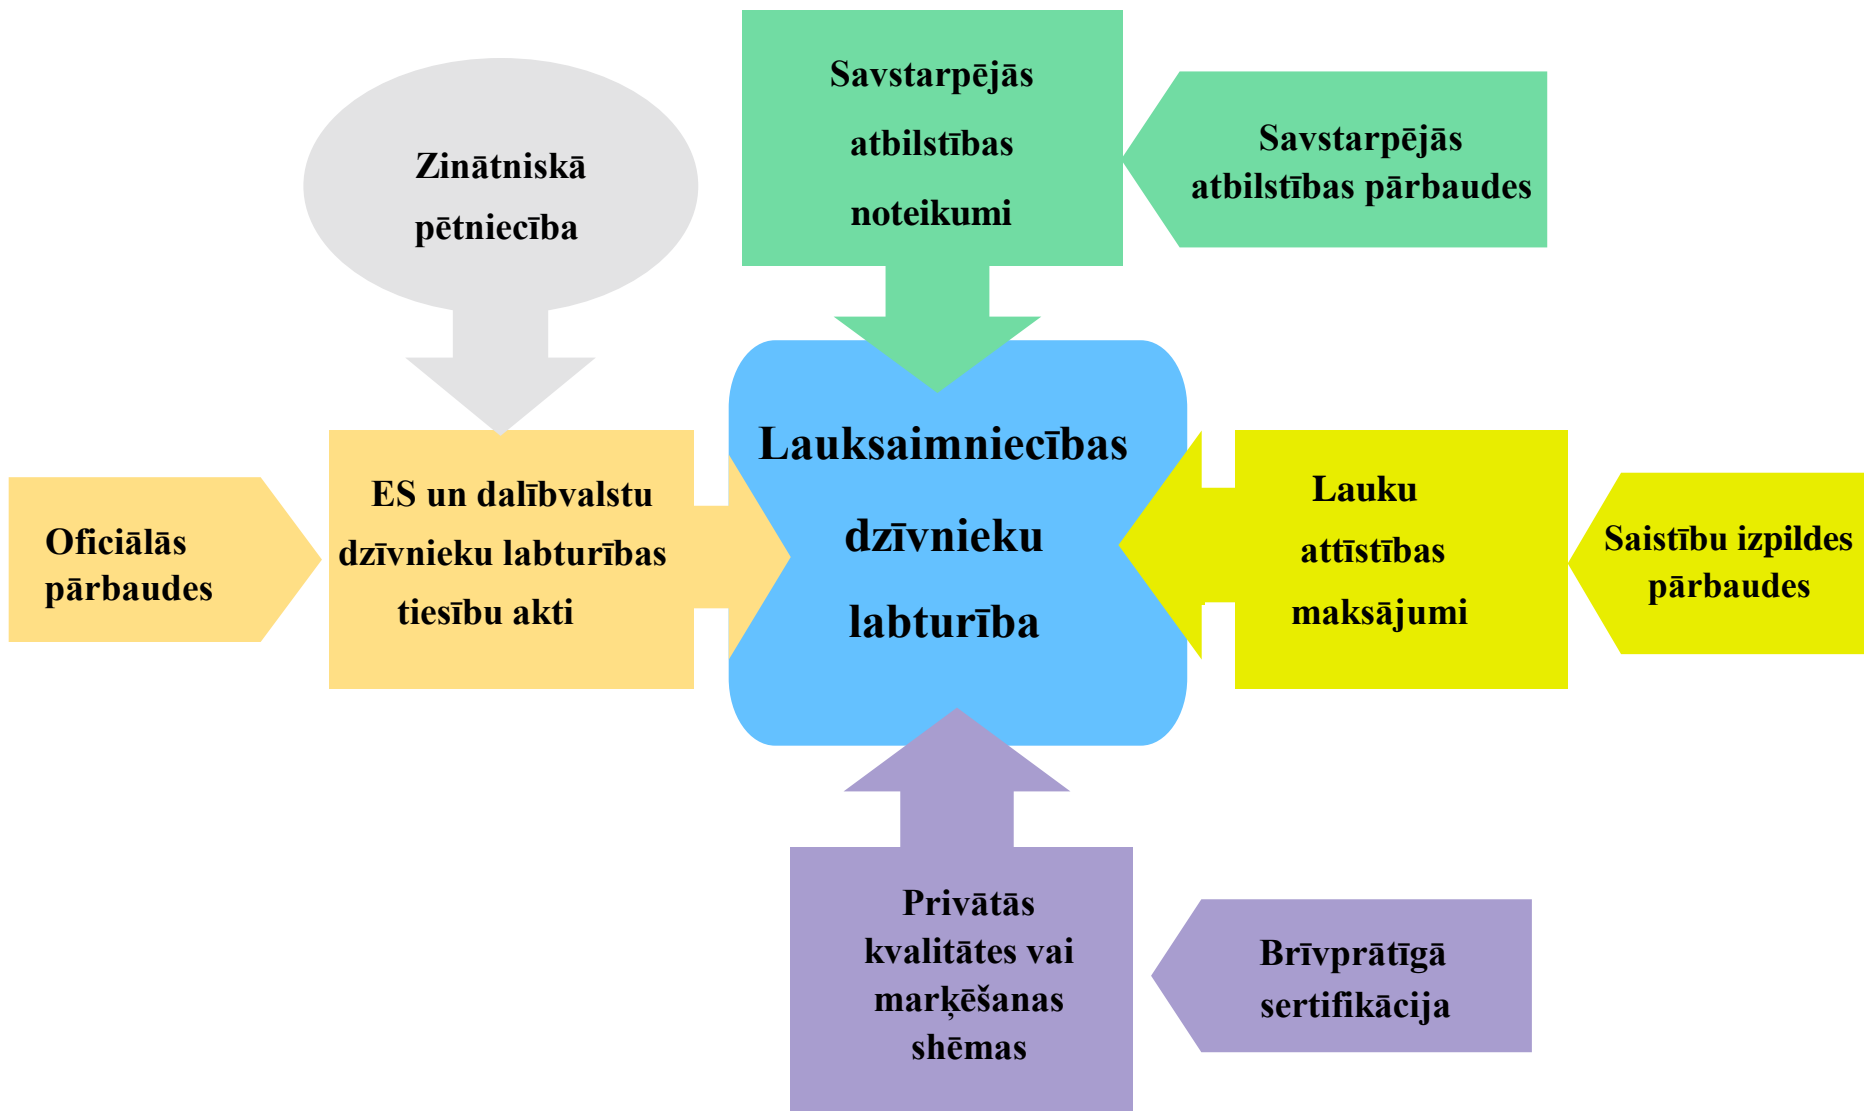 Savstarpējās
atbilstības
noteikumi
Savstarpējās
atbilstības pārbaudes
Zinātniskā
pētniecība
Lauksaimniecības
dzīvnieku
labturība
Oficiālās
pārbaudes
ES un dalībvalstu
dzīvnieku labturības
tiesību akti
Lauku
attīstības
maksājumi
Saistību izpildes
pārbaudes
Privātās
kvalitātes vai
marķēšanas
shēmas
Brīvprātīgā
sertifikācija